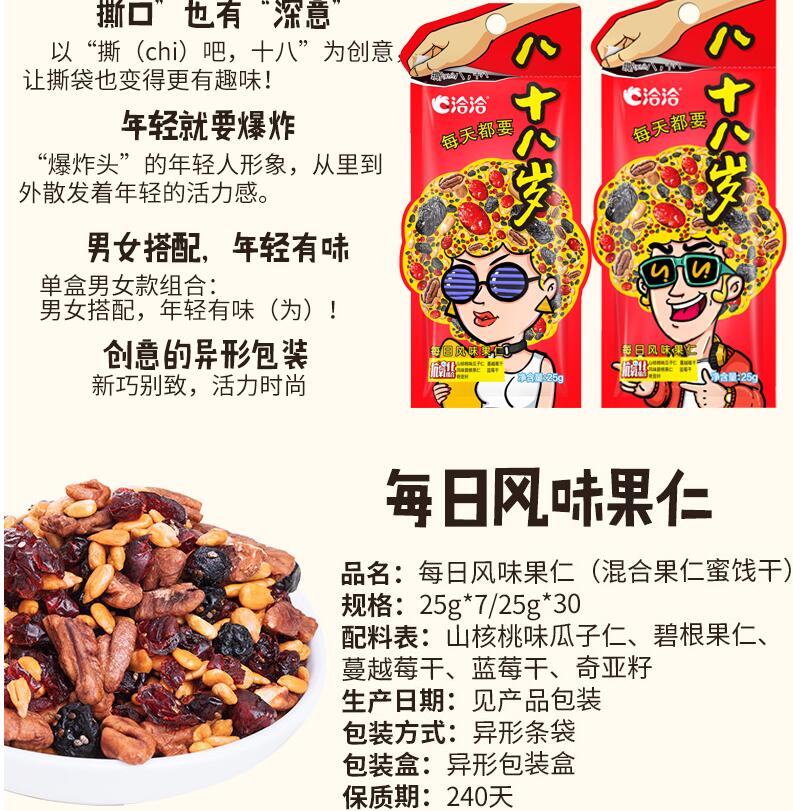 撕口”也有“深意”
以“撕（chi）吧，十八”为创意，
让撕袋也变得更有趣味！
年轻就要爆炸
“爆炸头”的年轻人形象，从里到
外散发着年轻的活力感。
男女搭配，年轻有味
单盒男女款组合：
男女搭配，年轻有味（为）！
创意的异形包装
新巧别致，活力时尚
八
十八岁
洽洽
每天都要
每日风味果仁
净含量:25g
八
十八岁
洽洽
每天都要
每日风味果仁
净含量:25g
每日风味果仁
品名：每日风味果仁（混合果仁蜜饯干）
规格：25g*7/25g*30
配料表：山核桃味瓜子仁、碧根果仁、
蔓越莓干、蓝莓干、奇亚籽
生产日期：见产品包装
包装方式：异形条袋
包装盒：异形包装盒
保质期：240天